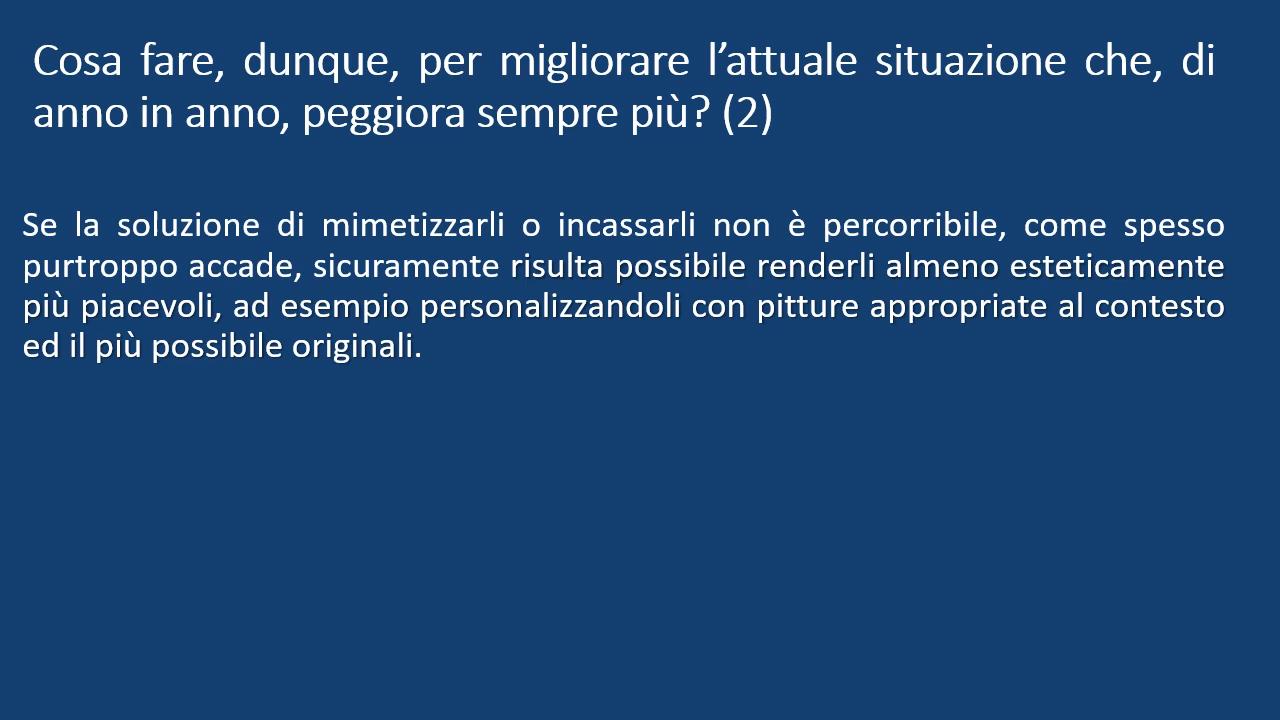 Cosa fare, dunque, per migliorare l’attuale situazione che, di
anno in anno, peggiora sempre più? (2)
Se la soluzione di mimetizzarli o incassarli non è percorribile, come spesso
purtroppo accade, sicuramente risulta possibile renderli almeno esteticamente
più piacevoli, ad esempio personalizzandoli con pitture appropriate al contesto
ed il più possibile originali.